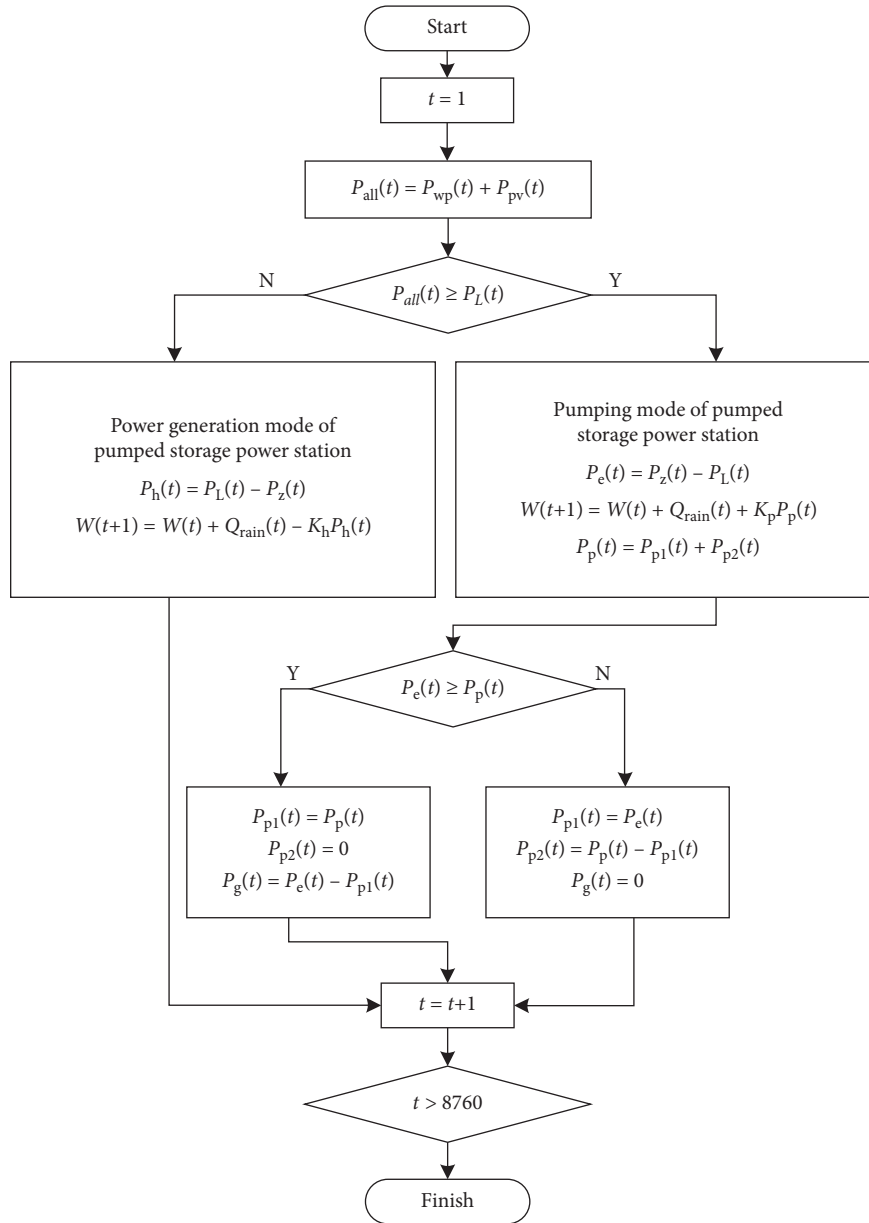 Start
t = 1
P_all(t) = P_wp(t) + P_pv(t)
P_all(t) ≥ P_L(t)
N
Y
Power generation mode of
pumped storage power station
P_h(t) = P_L(t) – P_z(t)
W(t+1) = W(t) + Q_rain(t) – K_h P_h(t)
Pumping mode of pumped
storage power station
P_e(t) = P_z(t) – P_L(t)
W(t+1) = W(t) + Q_rain(t) + K_p P_p(t)
P_p(t) = P_p1(t) + P_p2(t)
Y
P_e(t) ≥ P_p(t)
N
P_p1(t) = P_p(t)
P_p2(t) = 0
P_g(t) = P_e(t) – P_p1(t)
P_p1(t) = P_e(t)
P_p2(t) = P_p(t) – P_p1(t)
P_g(t) = 0
t = t+1
t > 8760
Finish